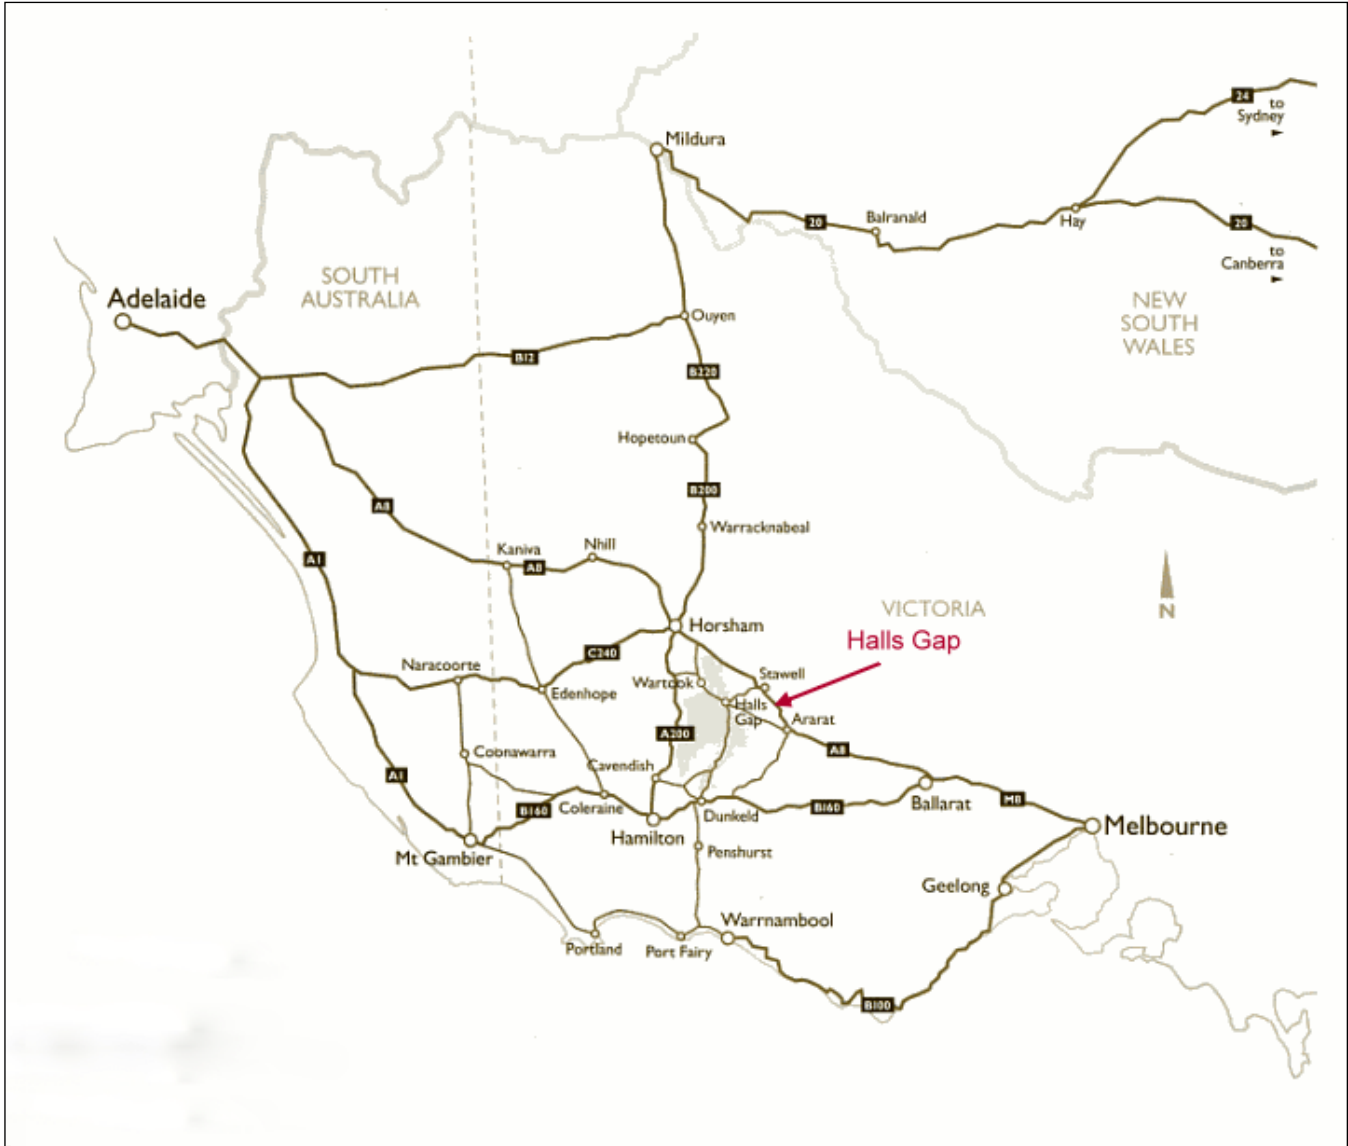 24
to
Sydney
Mildura
20
Balranald
Hay
20
to
Canberra
SOUTH
AUSTRALIA
Adelaide
NEW
SOUTH
WALES
Ouyen
B12
B220
Hopetoun
B200
A8
Warracknabeal
Kaniva
Nhill
A1
A8
VICTORIA
N
Horsham
Halls Gap
C240
Naracoorte
Wartook
Stawell
Edenhope
Halls
Gap
Ararat
A200
Coonawarra
A8
Cavendish
A1
B160
Coleraine
Dunkeld
B160
Ballarat
M8
Hamilton
Melbourne
Mt Gambier
Penshurst
Geelong
Warrnambool
Portland
Port Fairy
B100